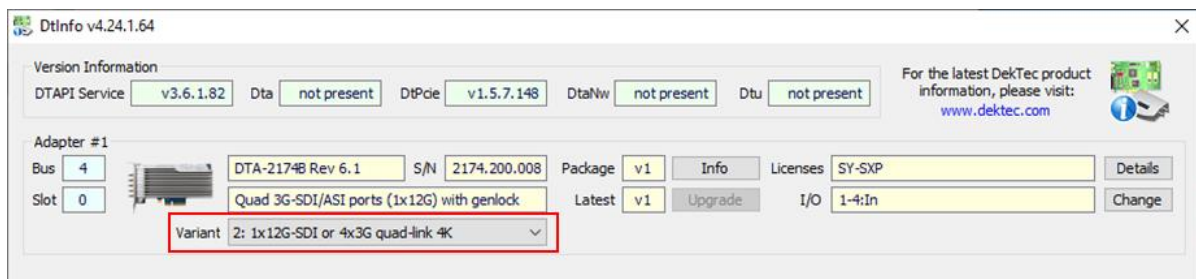 DtInfo v4.24.1.64
Version Information
DTAPI Service v3.6.1.82 Dta not present DtPcie v1.5.7.148 DtaNw not present Dtu not present
For the latest DekTec product
information, please visit:
www.dektec.com
Adapter #1
Bus 4 DTA-2174B Rev 6.1 S/N 2174.200.008 Package v1 Info Licenses SY-SXP Details
Slot 0 Quad 3G-SDI/ASI ports (1x12G) with genlock Latest v1 Upgrade I/O 1-4:In Change
Variant 2: 1x12G-SDI or 4x3G quad-link 4K